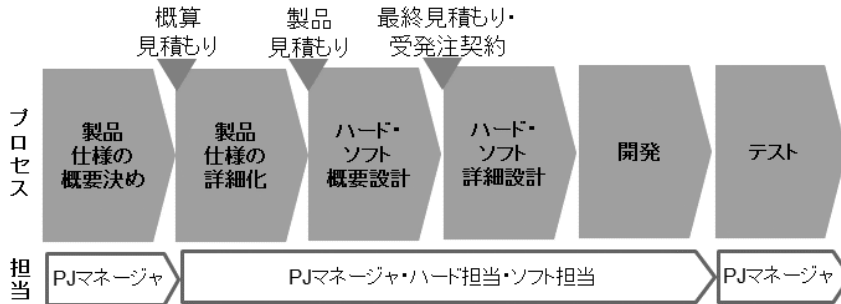 概算
見積もり
製品
見積もり
最終見積もり・
受発注契約
プロセス
製品
仕様の
概要決め
製品
仕様の
詳細化
ハード・
ソフト
概要設計
ハード・
ソフト
詳細設計
開発
テスト
担当
PJマネージャ
PJマネージャ・ハード担当・ソフト担当
PJマネージャ